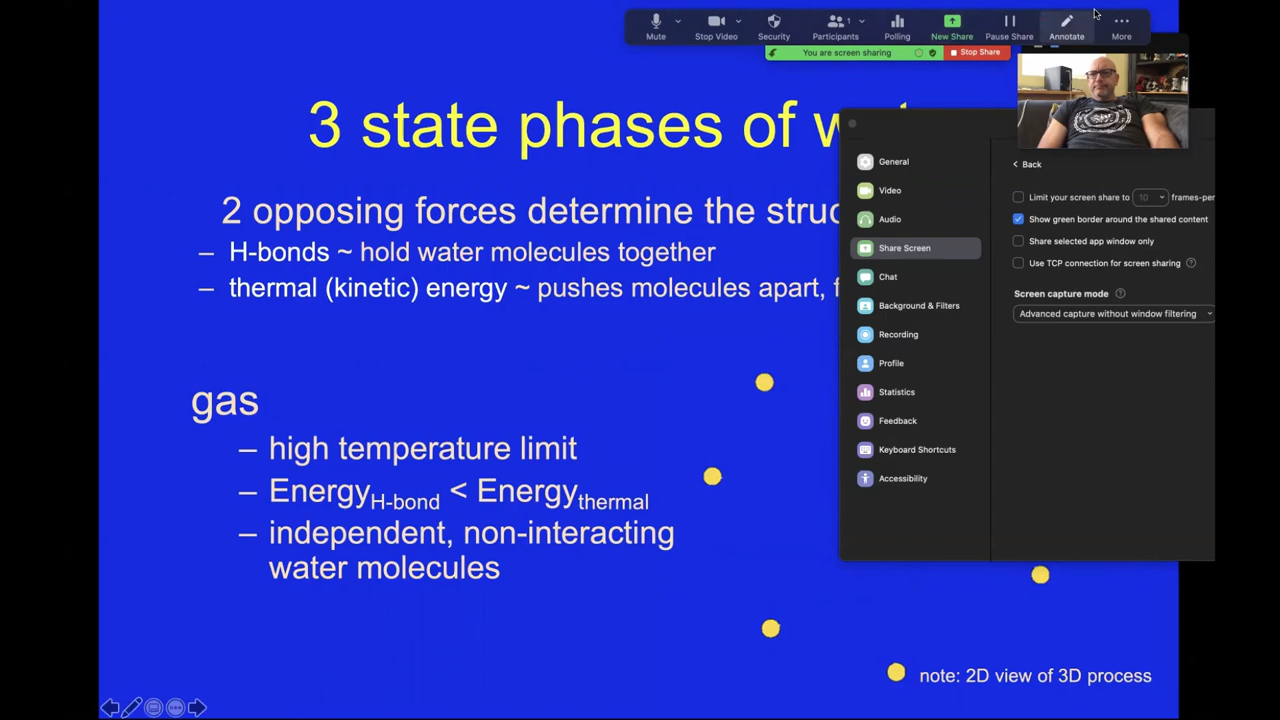 Mute
Stop Video
Security
Participants
1
Polling
New Share
Pause Share
Annotate
More
You are screen sharing
Stop Share
3 state phases of
2 opposing forces determine the
– H-bonds ~ hold water molecules together
– thermal (kinetic) energy ~ pushes molecules apart,
gas
– high temperature limit
– EnergyH-bond < Energythermal
– independent, non-interacting
water molecules
note: 2D view of 3D process
General
Video
Audio
Share Screen
Chat
Background & Filters
Recording
Profile
Statistics
Feedback
Keyboard Shortcuts
Accessibility
Back
Limit your screen share to 10 frames-per
Show green border around the shared content
Share selected app window only
Use TCP connection for screen sharing
Screen capture mode
Advanced capture without window filtering